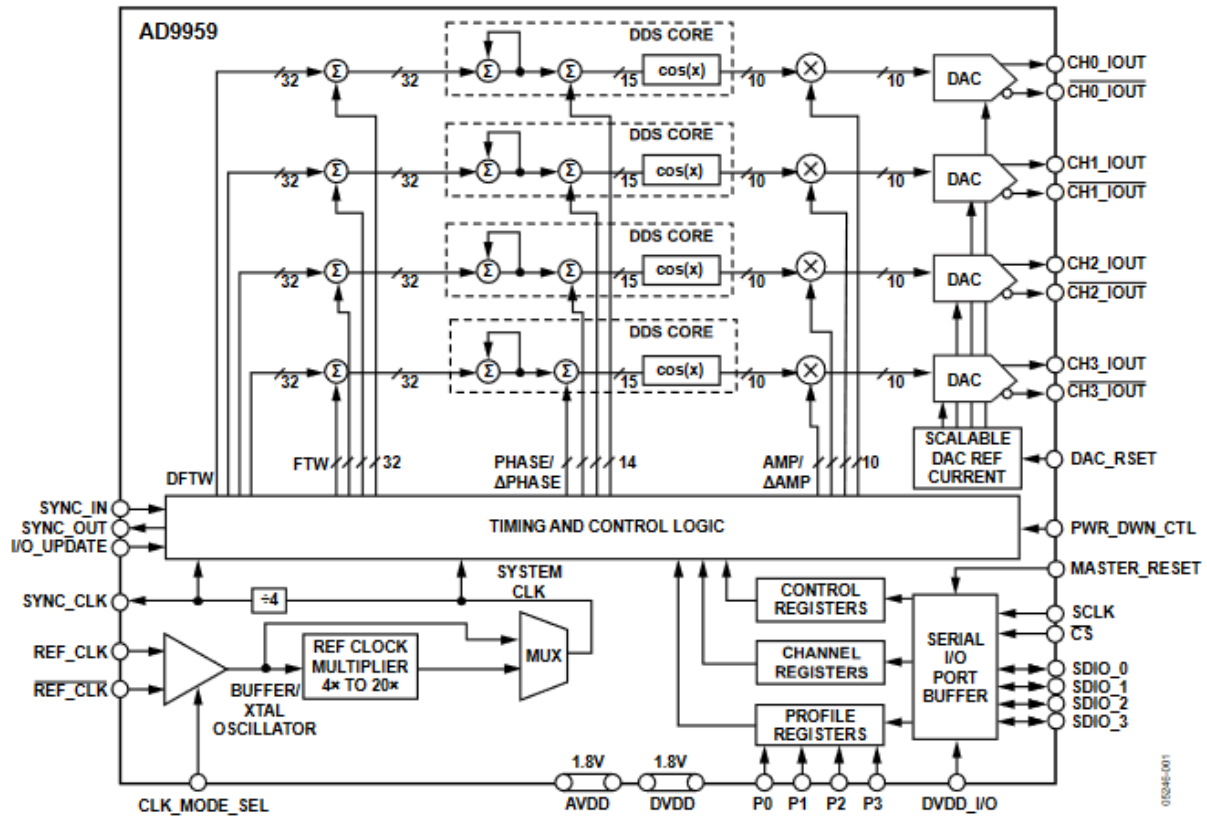 AD9959
DDS CORE
32 Σ 32 Σ Σ 15 cos(x) 10 × 10 DAC
CH0_IOUT
CH0_IOUT
DDS CORE
32 Σ 32 Σ Σ 15 cos(x) 10 × 10 DAC
CH1_IOUT
CH1_IOUT
DDS CORE
32 Σ 32 Σ Σ 15 cos(x) 10 × 10 DAC
CH2_IOUT
CH2_IOUT
DDS CORE
32 Σ 32 Σ Σ 15 cos(x) 10 × 10 DAC
CH3_IOUT
CH3_IOUT
SCALABLE
DAC REF
CURRENT
DAC_RSET
DFTW
FTW 32
PHASE/
ΔPHASE
14
AMP/
ΔAMP
10
SYNC_IN
SYNC_OUT
I/O_UPDATE
TIMING AND CONTROL LOGIC
PWR_DWN_CTL
MASTER_RESET
SYNC_CLK
÷4
SYSTEM
CLK
REF_CLK
REF_CLK
BUFFER/
XTAL
OSCILLATOR
REF CLOCK
MULTIPLIER
4× TO 20×
MUX
CONTROL
REGISTERS
CHANNEL
REGISTERS
PROFILE
REGISTERS
SERIAL
I/O
PORT
BUFFER
SCLK
CS
SDIO_0
SDIO_1
SDIO_2
SDIO_3
CLK_MODE_SEL
1.8V
AVDD
1.8V
DVDD
P0 P1 P2 P3
DVDD_I/O
05246-001